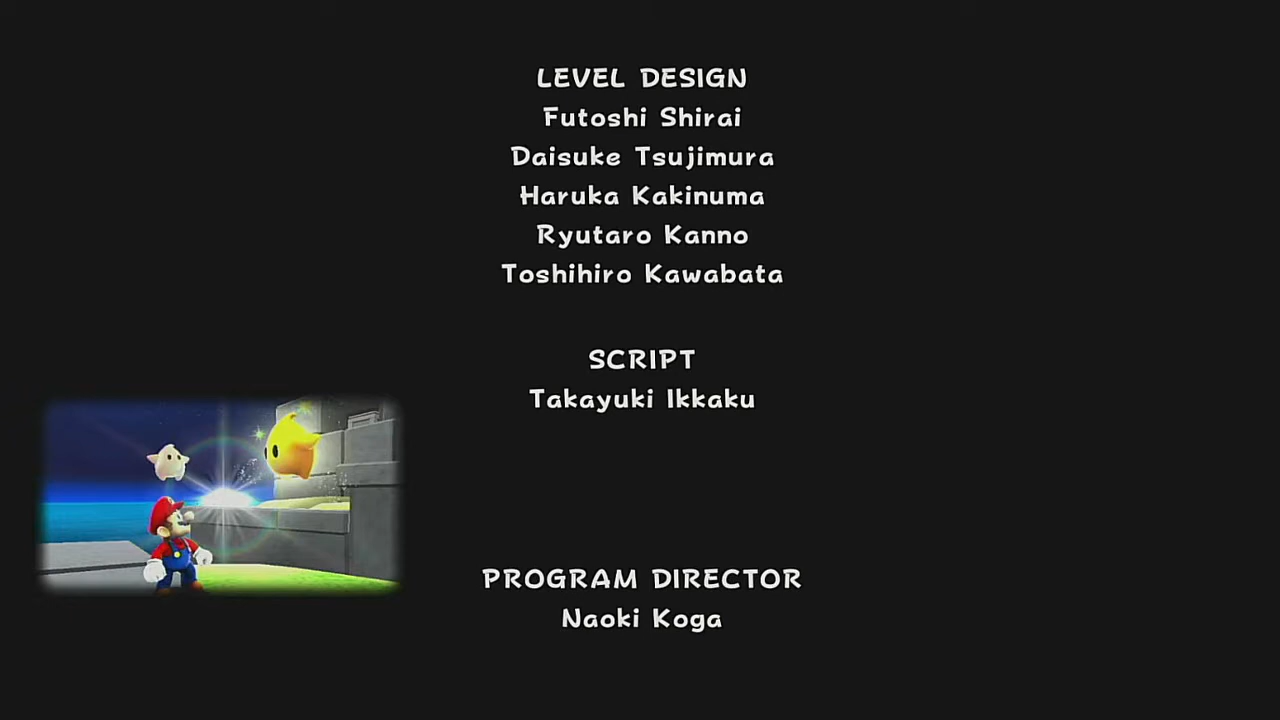 LEVEL DESIGN
Futoshi Shirai
Daisuke Tsujimura
Haruka Kakinuma
Ryutaro Kanno
Toshihiro Kawabata
SCRIPT
Takayuki Ikkaku
PROGRAM DIRECTOR
Naoki Koga